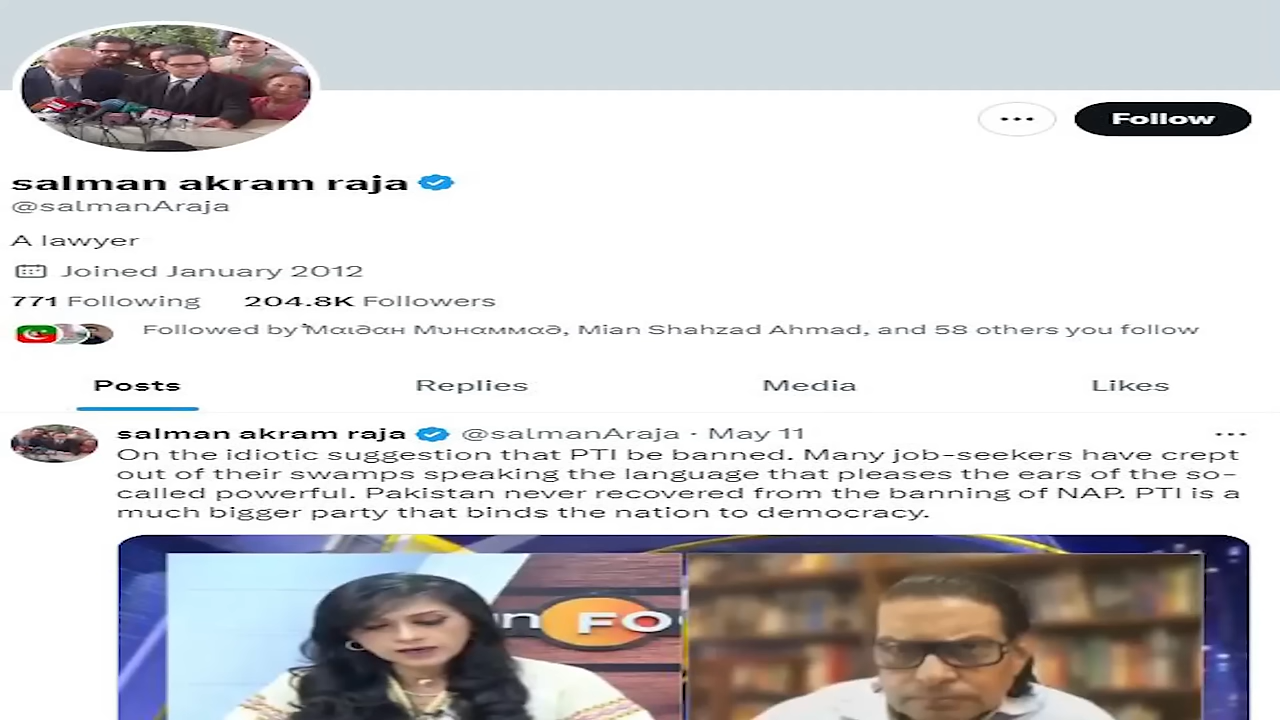 Follow
salman akram raja
@salmanAraja
A lawyer
Joined January 2012
771 Following 204.8K Followers
Followed by Μαι∂αн Мυнαммα∂, Mian Shahzad Ahmad, and 58 others you follow
Posts Replies Media Likes
salman akram raja @salmanAraja · May 11
On the idiotic suggestion that PTI be banned. Many job-seekers have crept
out of their swamps speaking the language that pleases the ears of the so-
called powerful. Pakistan never recovered from the banning of NAP. PTI is a
much bigger party that binds the nation to democracy.